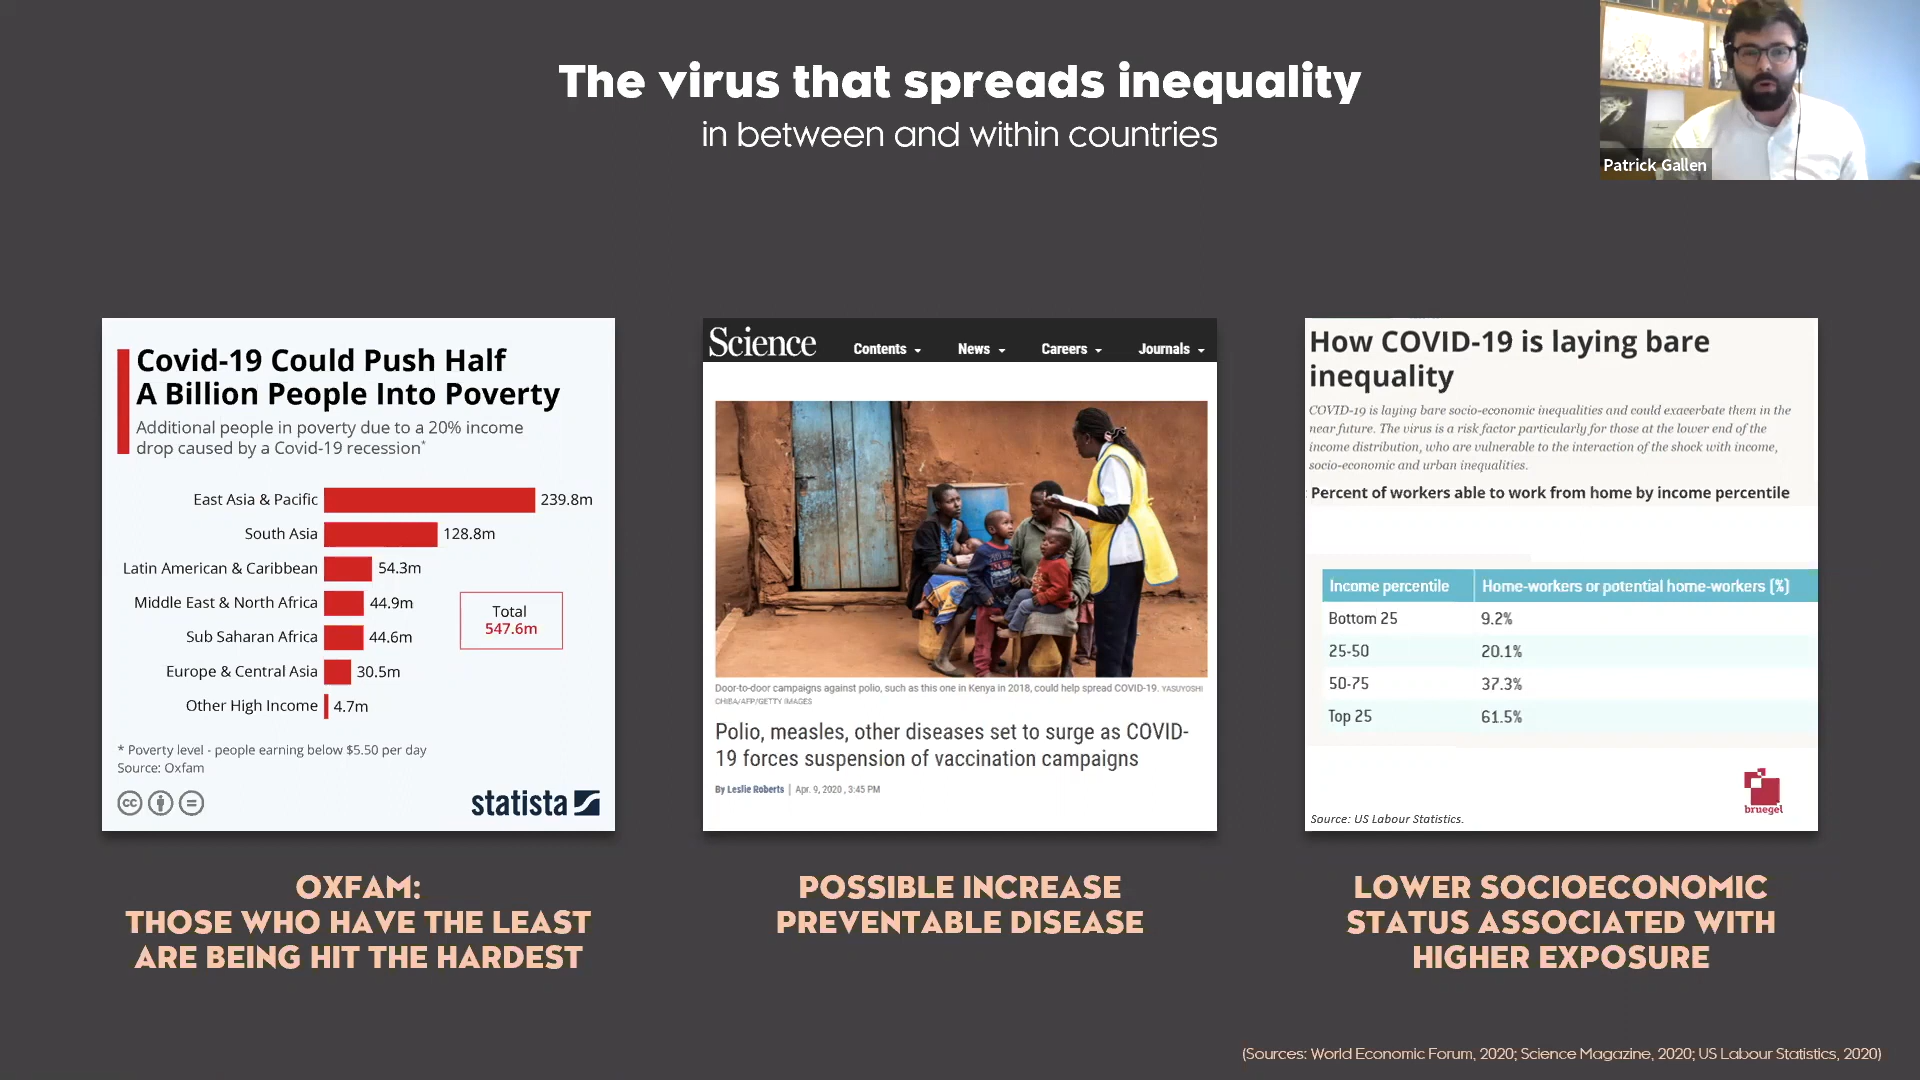 The virus that spreads inequality
in between and within countries
Patrick Gallen
Covid-19 Could Push Half
A Billion People Into Poverty
Additional people in poverty due to a 20% income
drop caused by a Covid-19 recession*
East Asia & Pacific 239.8m
South Asia 128.8m
Latin American & Caribbean 54.3m
Middle East & North Africa 44.9m
Sub Saharan Africa 44.6m
Europe & Central Asia 30.5m
Other High Income 4.7m
Total
547.6m
* Poverty level - people earning below $5.50 per day
Source: Oxfam
cc
statista
OXFAM:
THOSE WHO HAVE THE LEAST
ARE BEING HIT THE HARDEST
Science Contents News Careers Journals
Door-to-door campaigns against polio, such as this one in Kenya in 2018, could help spread COVID-19. YASUYOSHI
CHIBA/AFP/GETTY IMAGES
Polio, measles, other diseases set to surge as COVID-
19 forces suspension of vaccination campaigns
By Leslie Roberts | Apr. 9, 2020 , 3:45 PM
POSSIBLE INCREASE
PREVENTABLE DISEASE
How COVID-19 is laying bare
inequality
COVID-19 is laying bare socio-economic inequalities and could exacerbate them in the
near future. The virus is a risk factor particularly for those at the lower end of the
income distribution, who are vulnerable to the interaction of the shock with income,
socio-economic and urban inequalities.
Percent of workers able to work from home by income percentile
Income percentile Home-workers or potential home-workers (%)
Bottom 25 9.2%
25-50 20.1%
50-75 37.3%
Top 25 61.5%
bruegel
Source: US Labour Statistics.
LOWER SOCIOECONOMIC
STATUS ASSOCIATED WITH
HIGHER EXPOSURE
(Sources: World Economic Forum, 2020; Science Magazine, 2020; US Labour Statistics, 2020)